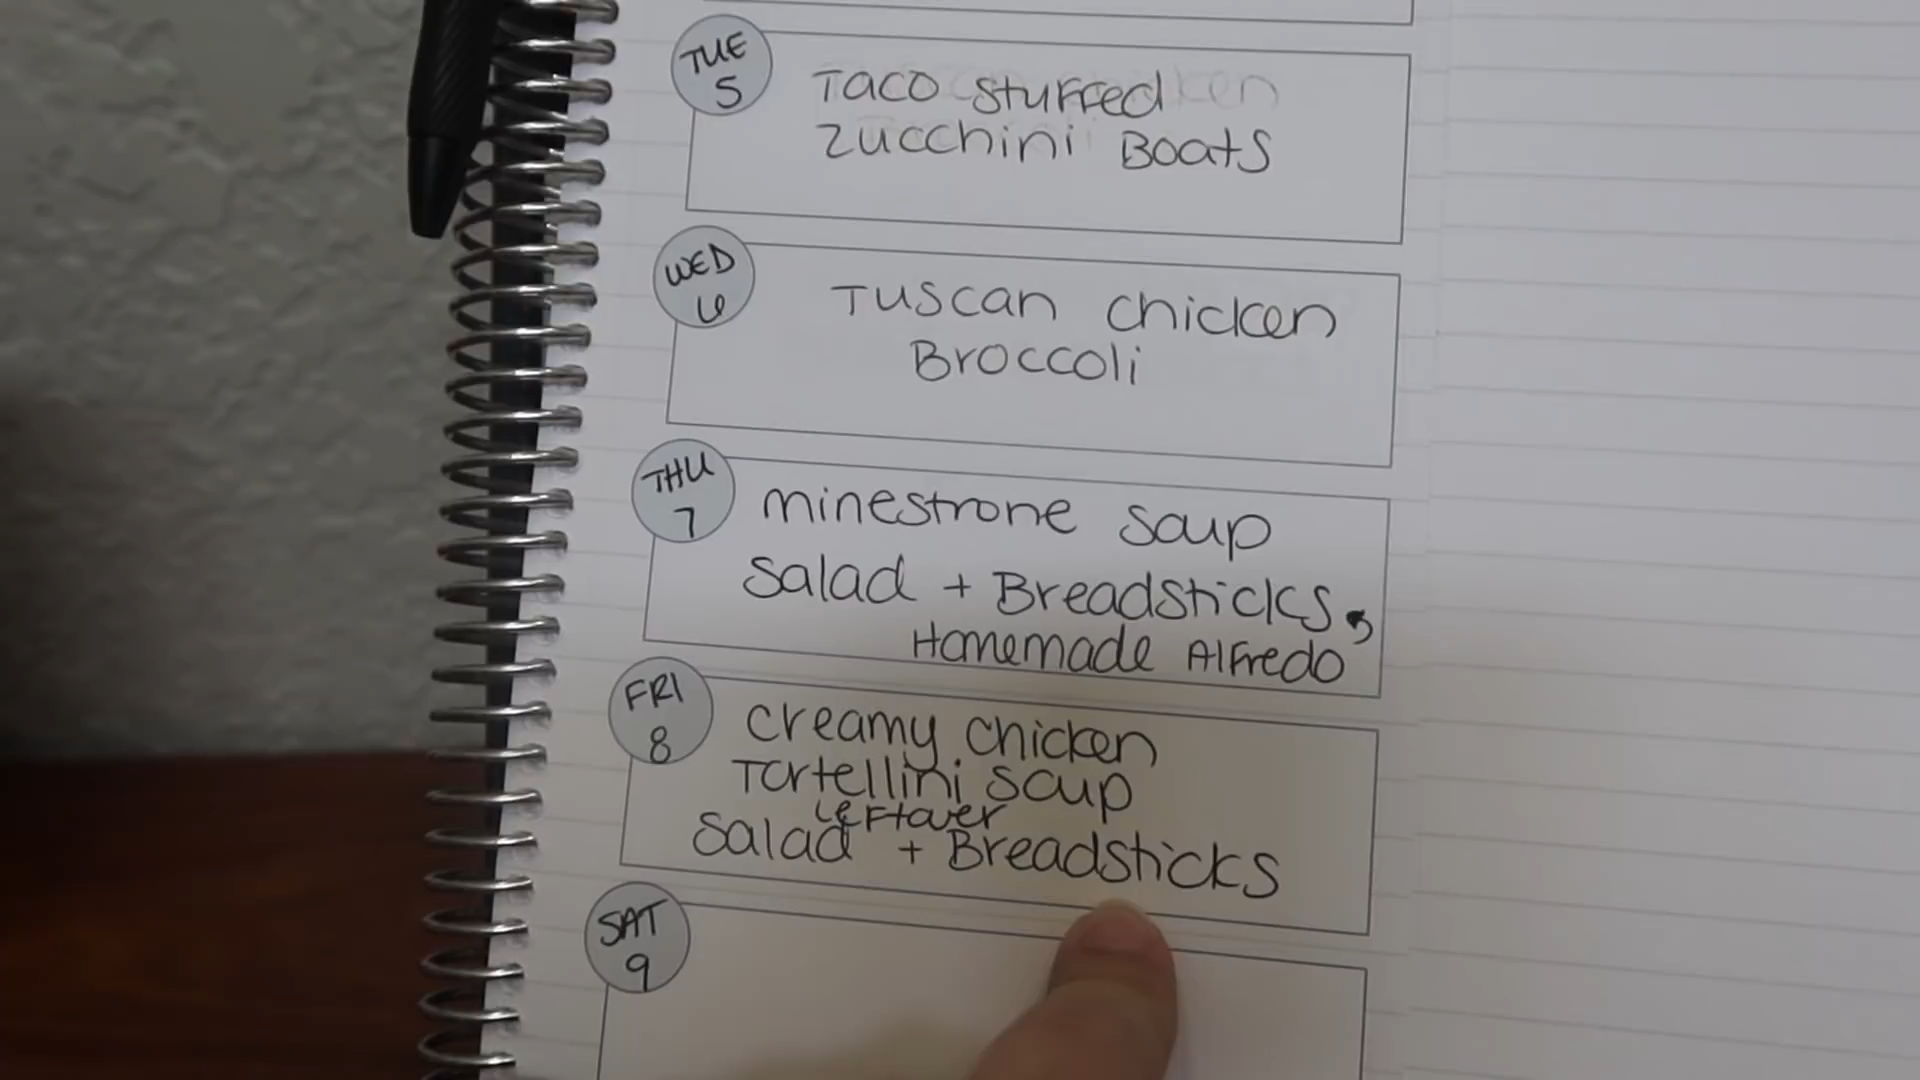 TUE
5
Taco stuffed
Zucchini Boats
WED
6
Tuscan chicken
Broccoli
THU
7
minestrone soup
Salad + Breadsticks,
Homemade Alfredo
FRI
8
creamy chicken
Tortellini soup
leftover
Salad + Breadsticks
SAT
9